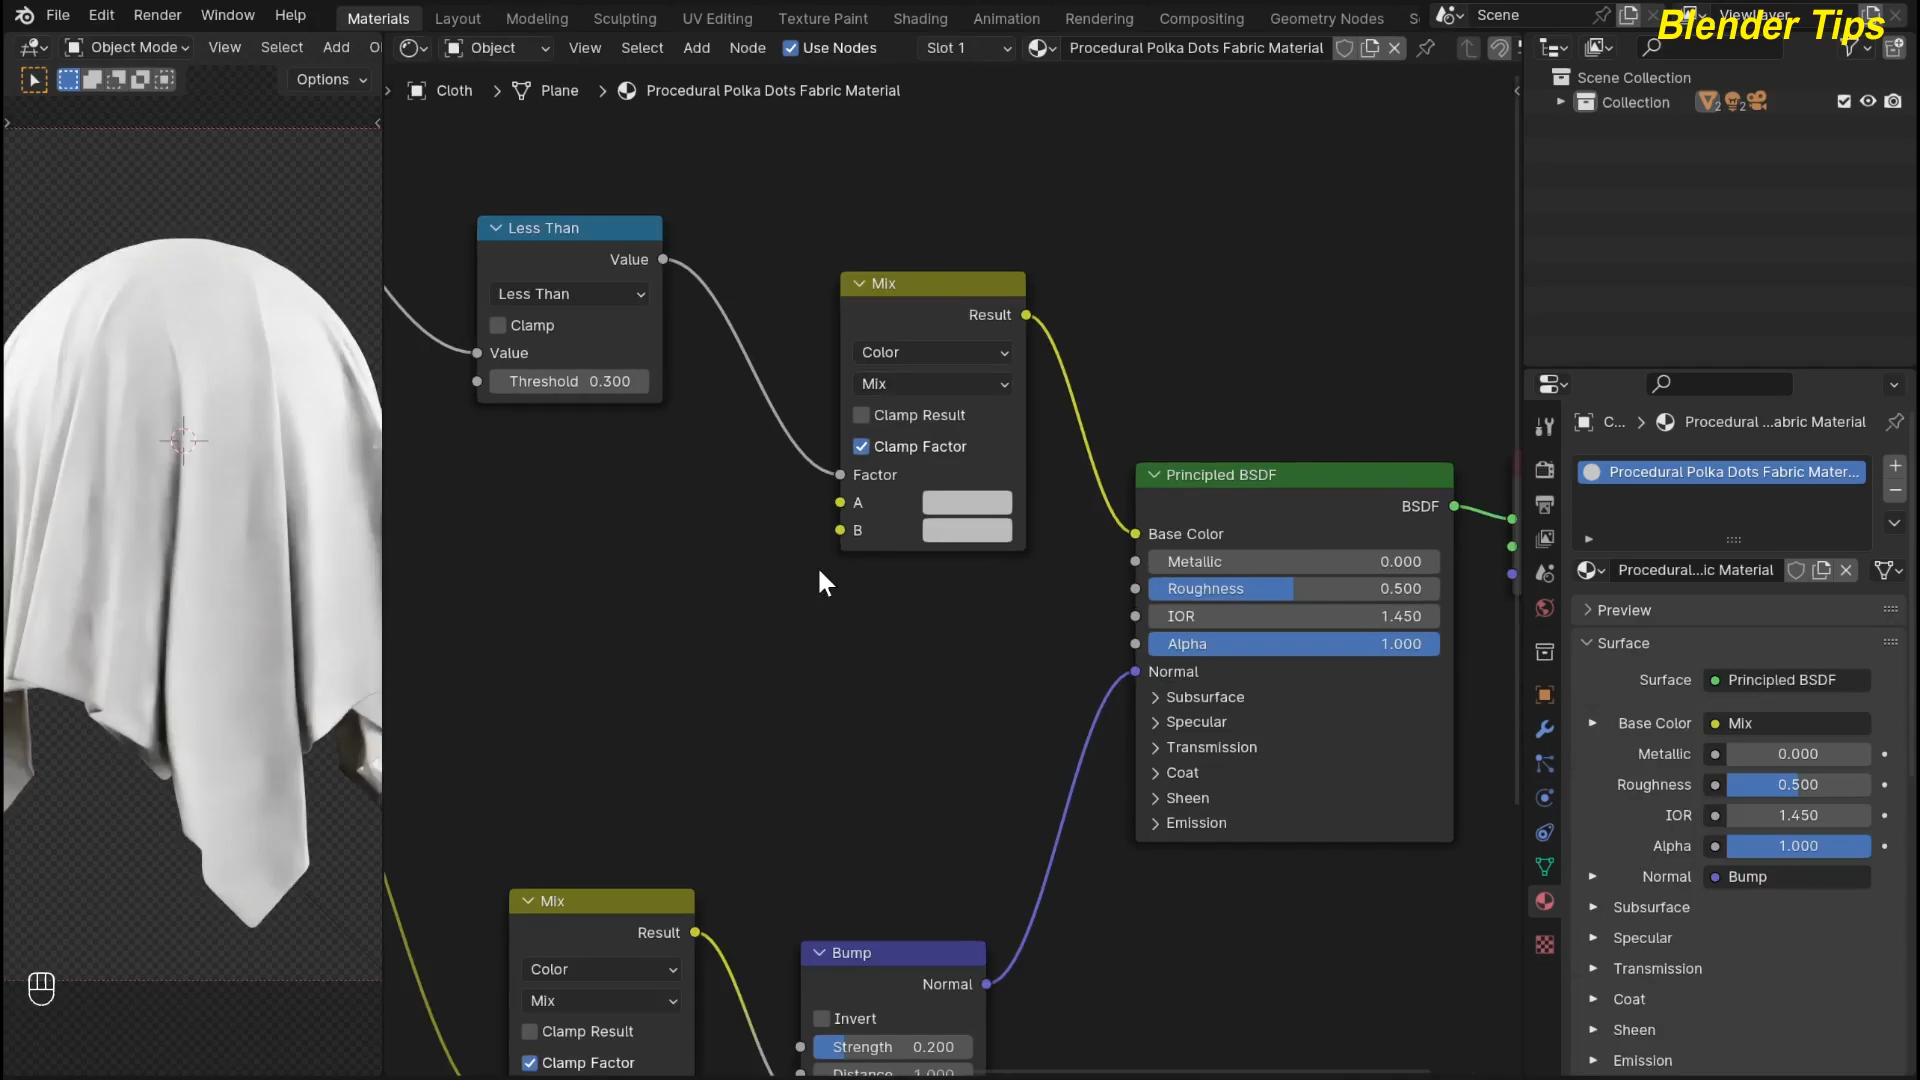 File Edit Render Window Help
Materials Layout Modeling Sculpting UV Editing Texture Paint Shading Animation Rendering Compositing Geometry Nodes
Scene
Blender Tips
Object Mode View Select Add
Object View Select Add Node Use Nodes Slot 1 Procedural Polka Dots Fabric Material
Options
Cloth > Plane > Procedural Polka Dots Fabric Material
Scene Collection
Collection 2 2
Less Than
Value
Less Than
Clamp
Value
Threshold 0.300
Mix
Result
Color
Mix
Clamp Result
Clamp Factor
Factor
A
B
Principled BSDF
BSDF
Base Color
Metallic 0.000
Roughness 0.500
IOR 1.450
Alpha 1.000
Normal
Subsurface
Specular
Transmission
Coat
Sheen
Emission
Mix
Result
Color
Mix
Clamp Result
Clamp Factor
Bump
Normal
Invert
Strength 0.200
Distance 1.000
C... > Procedural ...abric Material
Procedural Polka Dots Fabric Mater...
Procedural...ic Material
Preview
Surface
Surface Principled BSDF
Base Color Mix
Metallic 0.000
Roughness 0.500
IOR 1.450
Alpha 1.000
Normal Bump
Subsurface
Specular
Transmission
Coat
Sheen
Emission